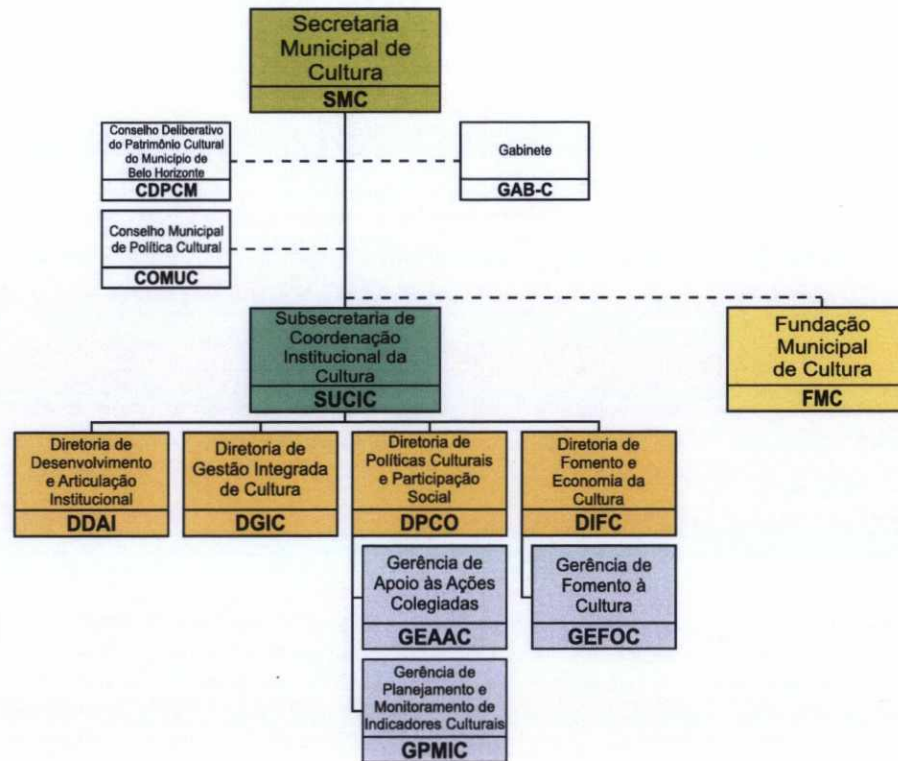 Secretaria
Municipal de
Cultura
SMC
Conselho Deliberativo
do Patrimônio Cultural
do Município de
Belo Horizonte
CDPCM
Gabinete
GAB-C
Conselho Municipal
de Política Cultural
COMUC
Subsecretaria de
Coordenação
Institucional da
Cultura
SUCIC
Fundação
Municipal
de Cultura
FMC
Diretoria de
Desenvolvimento
e Articulação
Institucional
DDAI
Diretoria de
Gestão Integrada
de Cultura
DGIC
Diretoria de
Políticas Culturais
e Participação
Social
DPCO
Diretoria de
Fomento e
Economia da
Cultura
DIFC
Gerência de
Apoio às Ações
Colegiadas
GEAAC
Gerência de
Fomento à
Cultura
GEFOC
Gerência de
Planejamento e
Monitoramento de
Indicadores Culturais
GPMIC